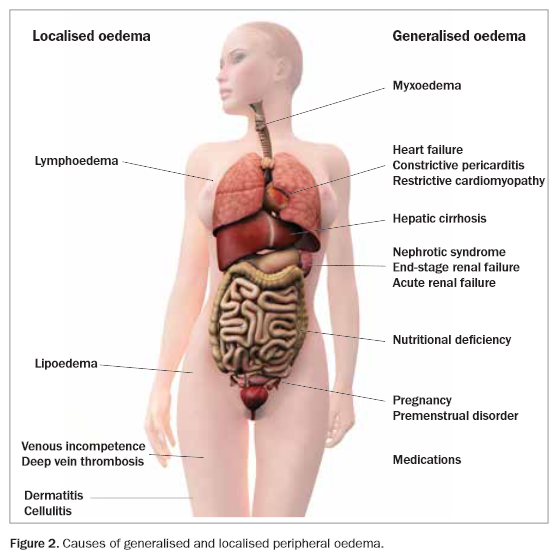 Localised oedema
Generalised oedema
Myxoedema
Heart failure
Constrictive pericarditis
Restrictive cardiomyopathy
Lymphoedema
Hepatic cirrhosis
Nephrotic syndrome
End-stage renal failure
Acute renal failure
Nutritional deficiency
Lipoedema
Pregnancy
Premenstrual disorder
Venous incompetence
Deep vein thrombosis
Medications
Dermatitis
Cellulitis
Figure 2. Causes of generalised and localised peripheral oedema.